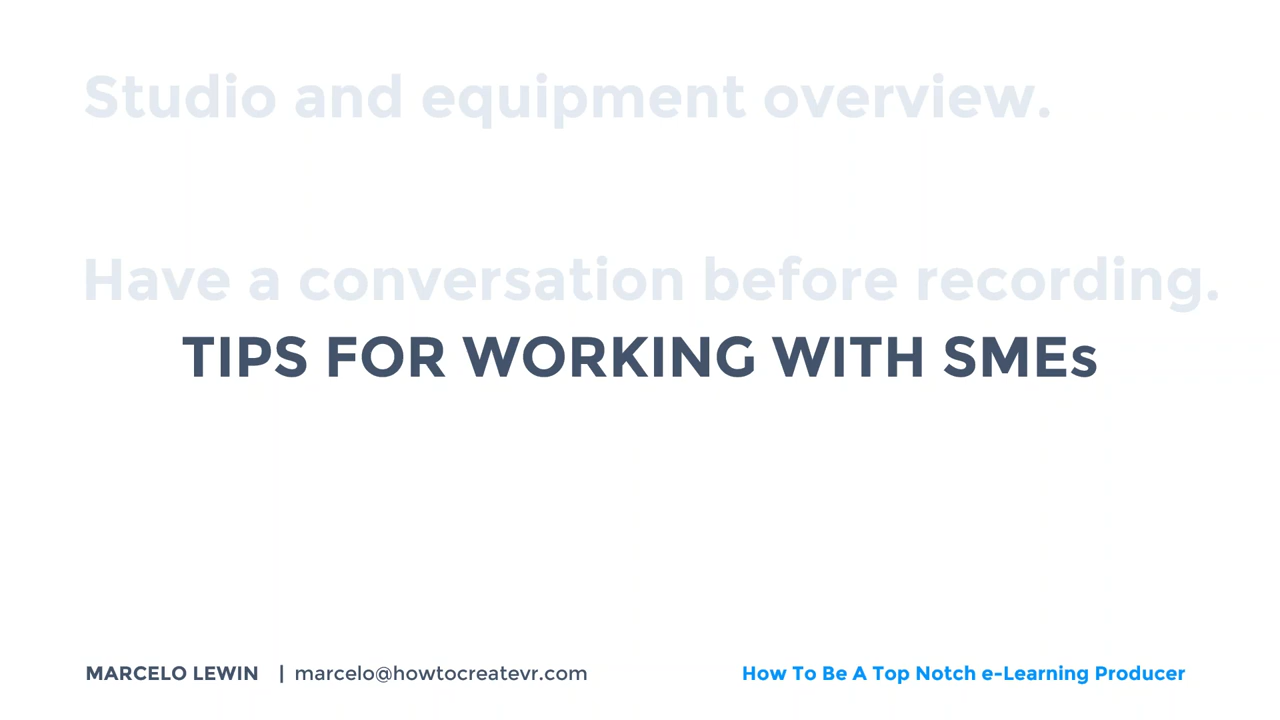 Studio and equipment overview.
Have a conversation before recording.
TIPS FOR WORKING WITH SMEs
MARCELO LEWIN | marcelo@howtocreatevr.com
How To Be A Top Notch e-Learning Producer